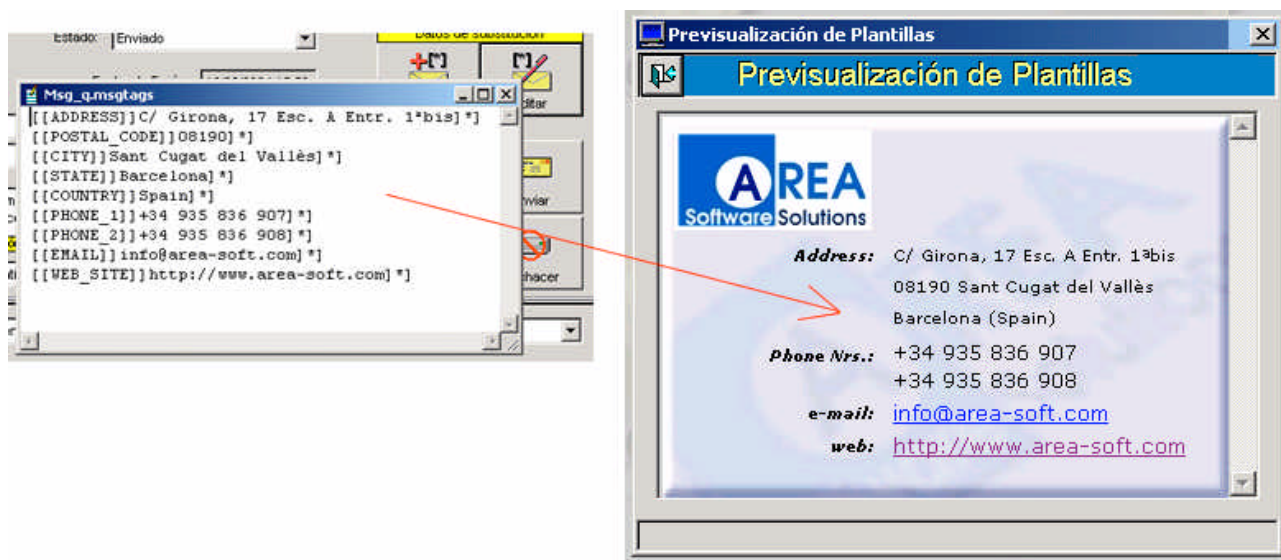 Estado: Enviado
Datos de substitución
Msg_q.msgtags
[[ADDRESS]]C/ Girona, 17 Esc. A Entr. 1ªbis]*]
[[POSTAL_CODE]]08190]*]
[[CITY]]Sant Cugat del Vallès]*]
[[STATE]]Barcelona]*]
[[COUNTRY]]Spain]*]
[[PHONE_1]]+34 935 836 907]*]
[[PHONE_2]]+34 935 836 908]*]
[[EMAIL]]info@area-soft.com]*]
[[WEB_SITE]]http://www.area-soft.com]*]
Previsualización de Plantillas
Previsualización de Plantillas
AREA
Software Solutions
Address: C/ Girona, 17 Esc. A Entr. 1ªbis
08190 Sant Cugat del Vallès
Barcelona (Spain)
Phone Nrs.: +34 935 836 907
+34 935 836 908
e-mail: info@area-soft.com
web: http://www.area-soft.com